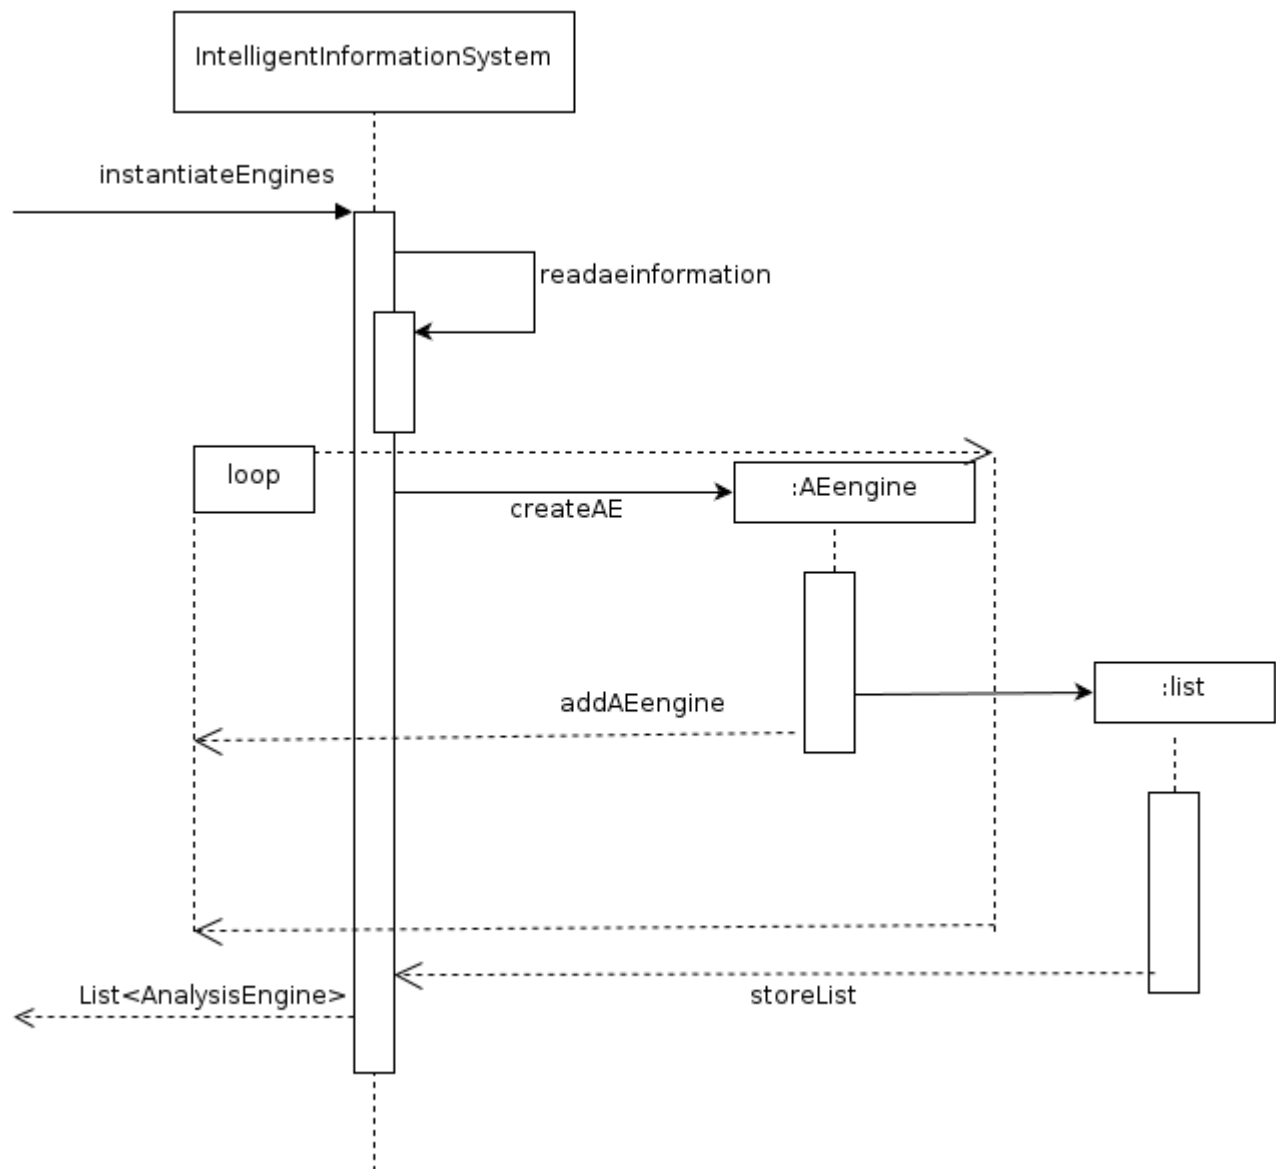 IntelligentInformationSystem
instantiateEngines
readaeinformation
loop
:AEengine
createAE
:list
addAEengine
List<AnalysisEngine>
storeList